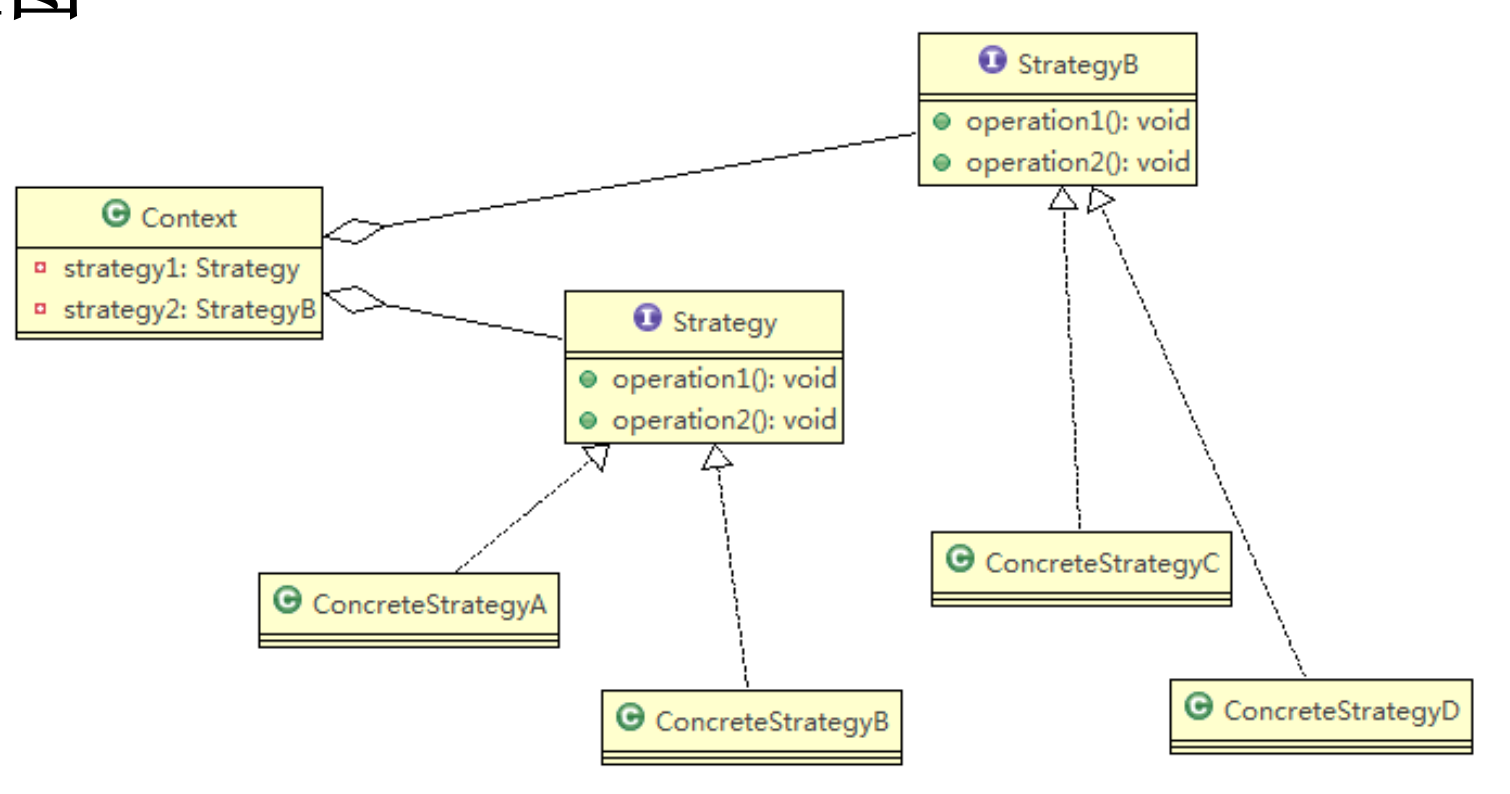 图
StrategyB
operation1(): void
operation2(): void
Context
strategy1: Strategy
strategy2: StrategyB
Strategy
operation1(): void
operation2(): void
ConcreteStrategyC
ConcreteStrategyA
ConcreteStrategyD
ConcreteStrategyB